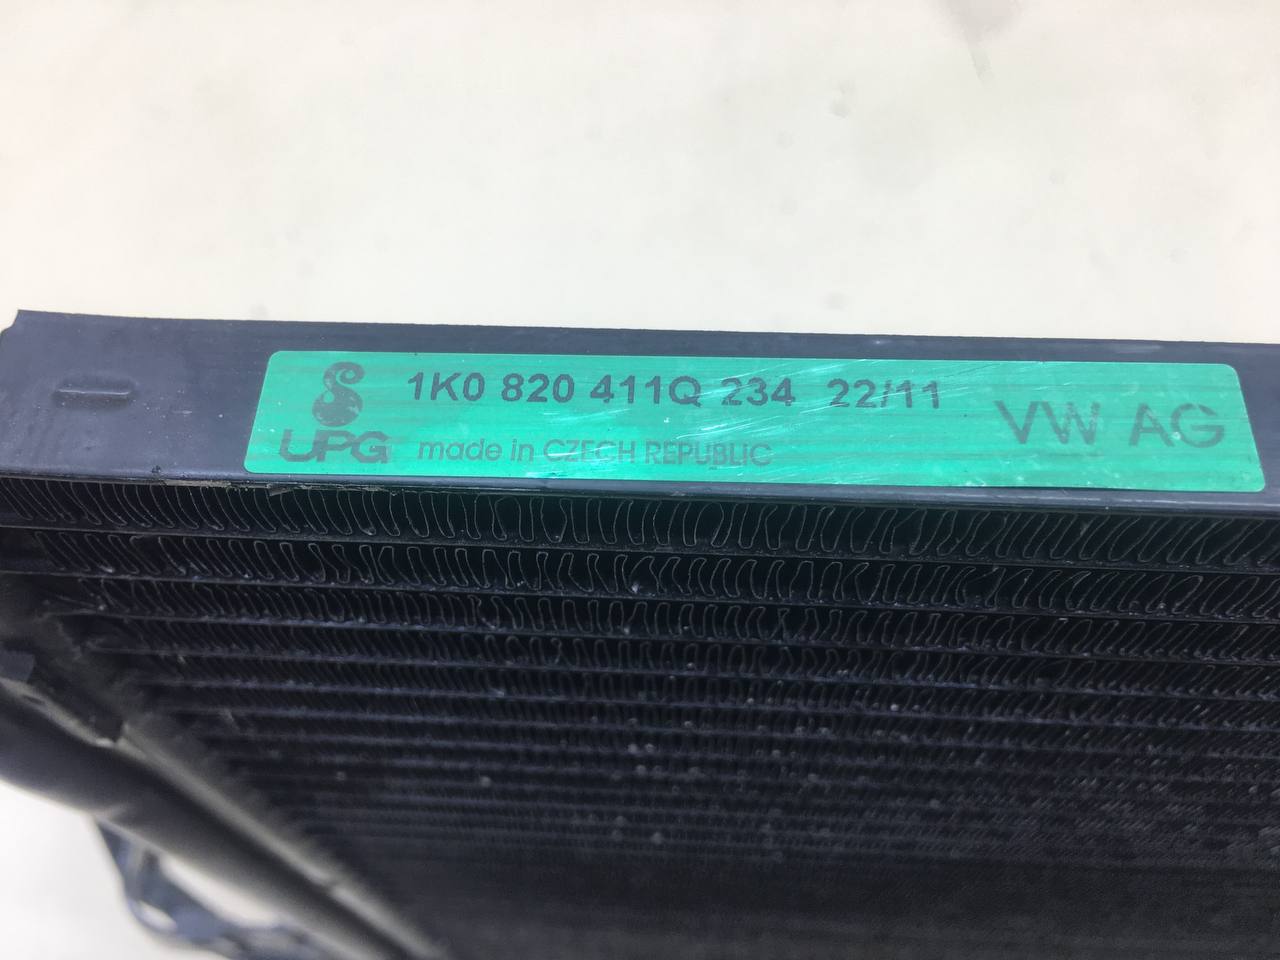 1K0 820 411Q 234 22/11
VW AG
UPG made in CZECH REPUBLIC